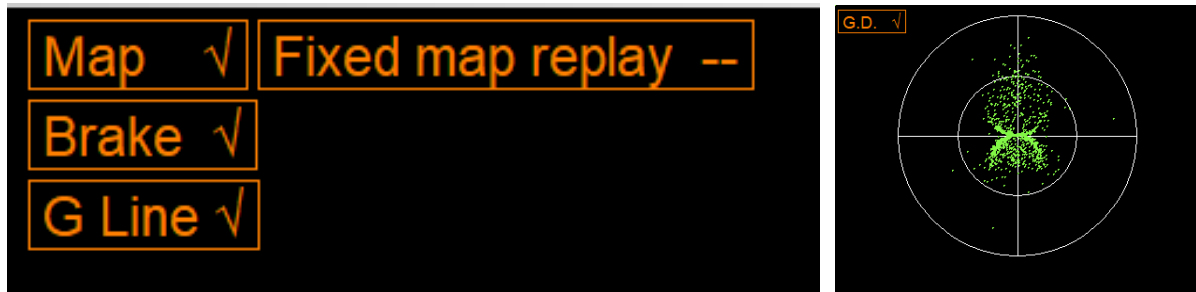 Map √ Fixed map replay --
Brake √
G Line √
G.D. √